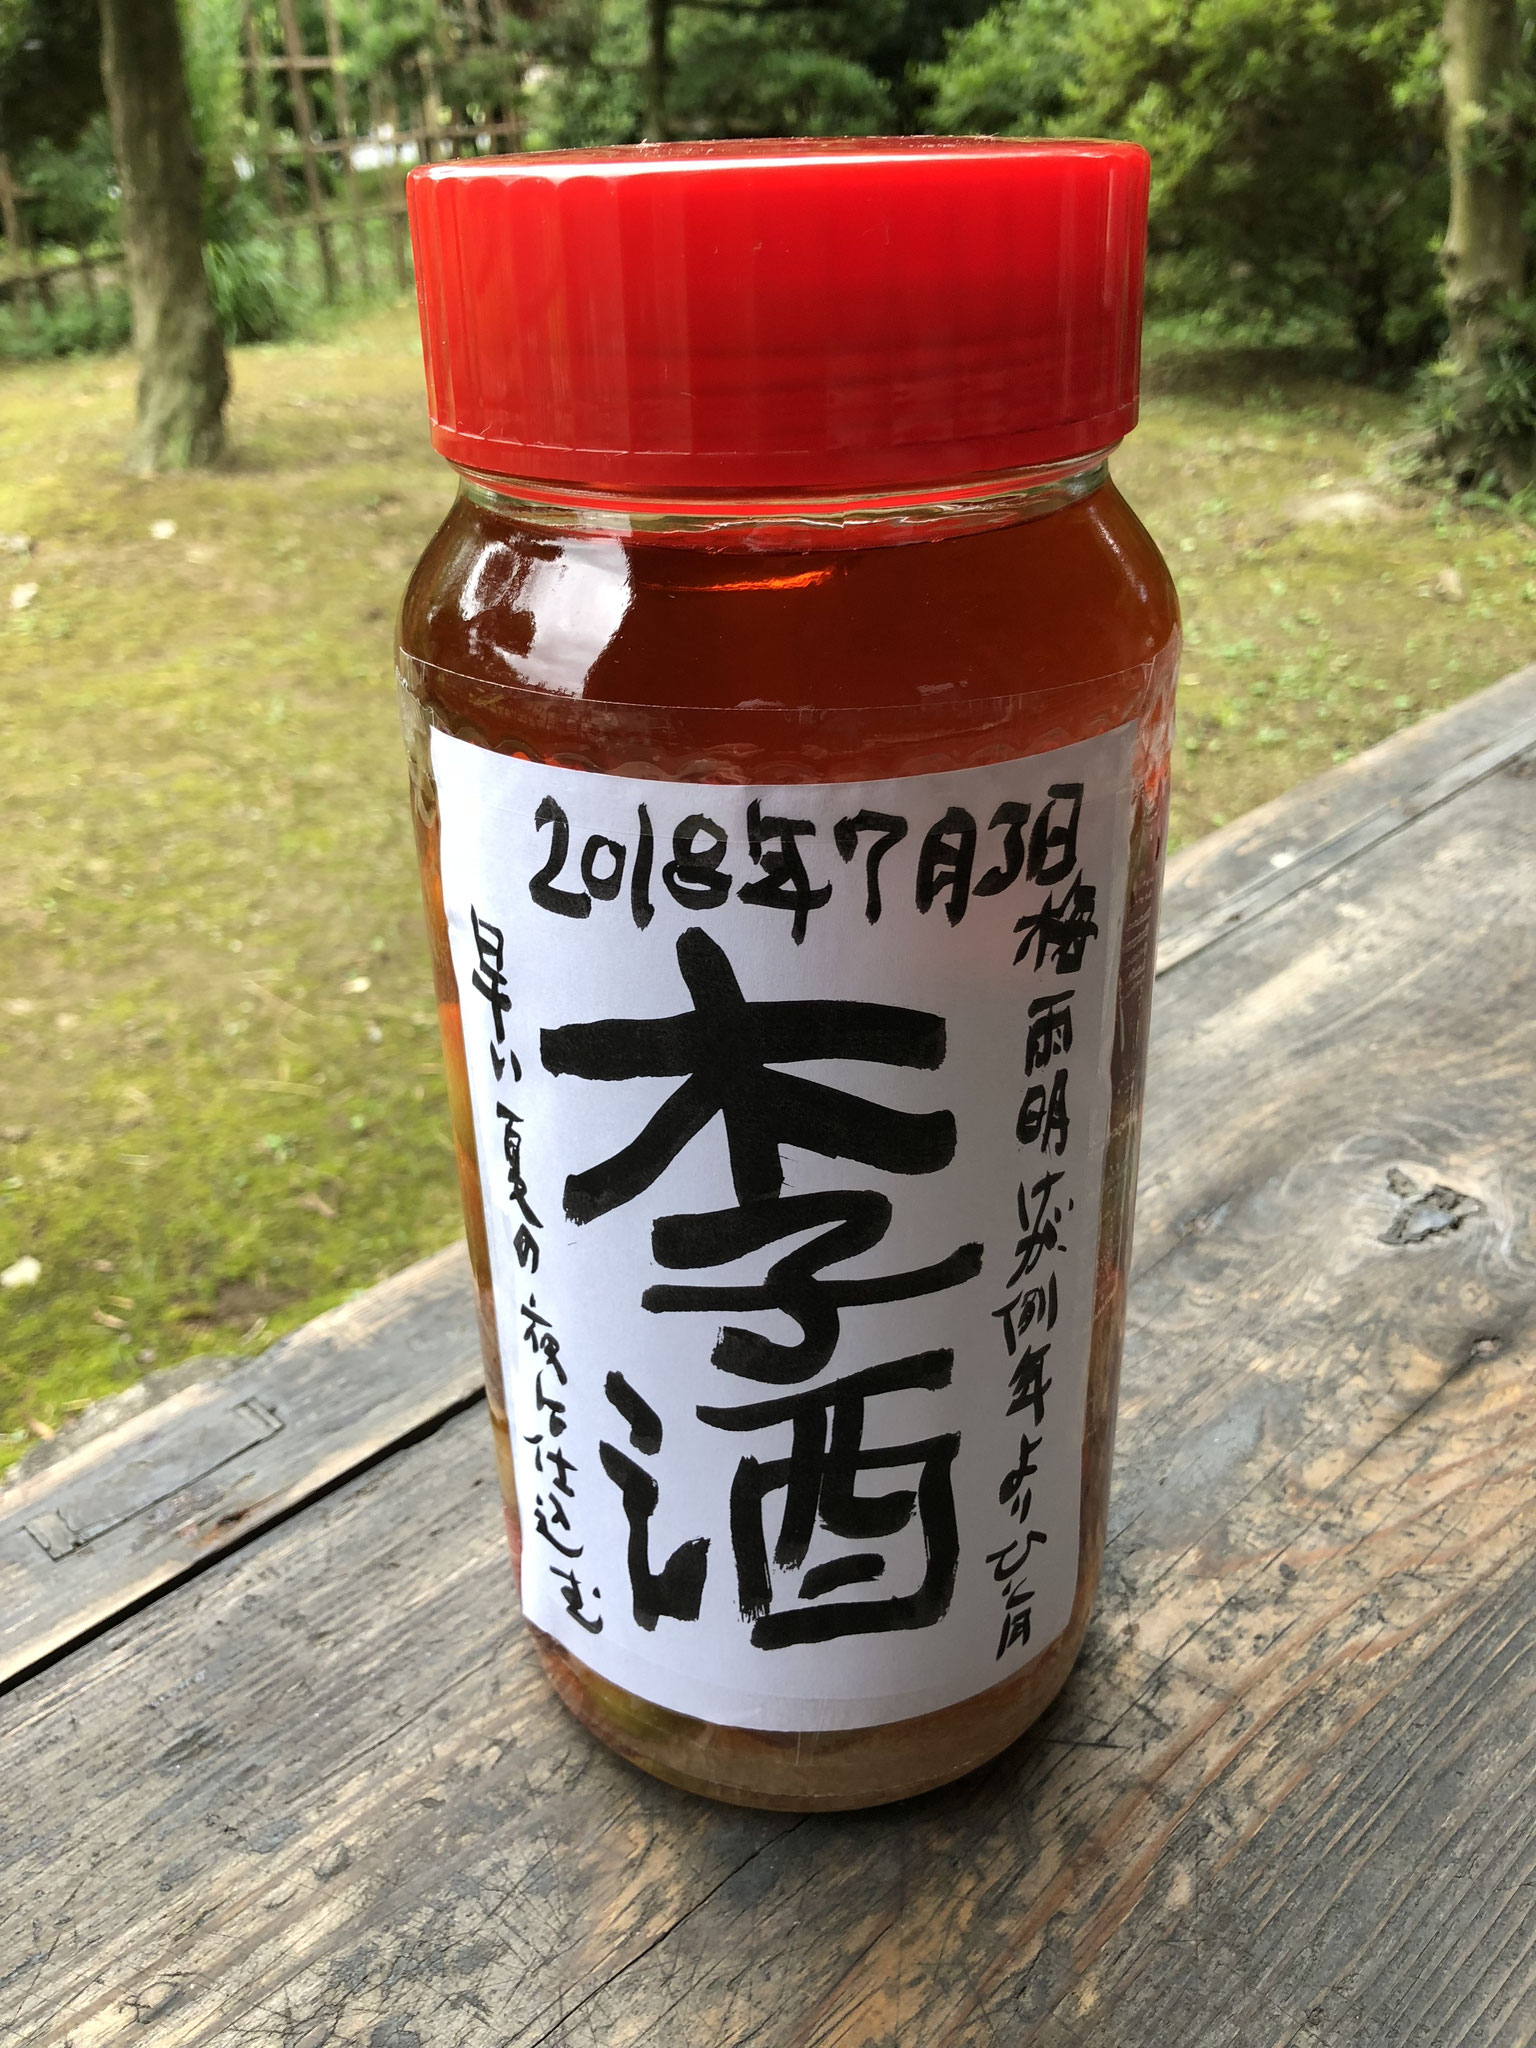 2018年7月3日
梅雨明けが例年よりひと月
李酒
早い夏の夜に仕込む